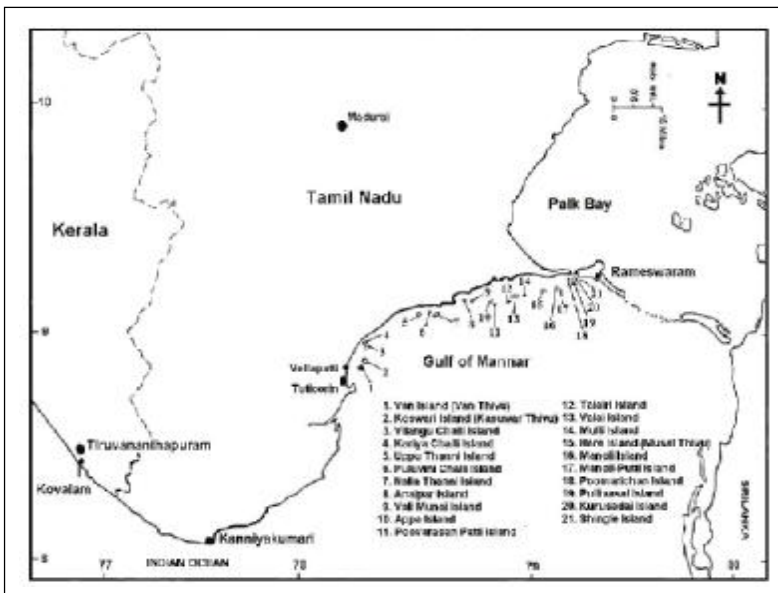 N
10
Madurai
Tamil Nadu
Palk Bay
Kerala
Rameswaram
9
Gulf of Mannar
Vellapatti
Tuticorin
1. Van Island (Van Thivu)
2. Koswari Island (Kasuwar Thivu)
3. Vilangu Challi Island
4. Kariya Challi Island
5. Uppu Thanni Island
6. Puluvini Challi Island
7. Nalla Thanni Island
8. Anaipar Island
9. Vali Munai Island
10. Appa Island
11. Poovarasan Patti Island
12. Talairi Island
13. Valai Island
14. Mulli Island
15. Hare Island (Musal Thivu)
16. Manoli Island
17. Manoli-Putti Island
18. Poomarichan Island
19. Pullivasal Island
20. Kurusadai Island
21. Shingle Island
Tiruvananthapuram
Kovalam
Kanniyakumari
SRILANKA
8
INDIAN OCEAN
77
78
79
80